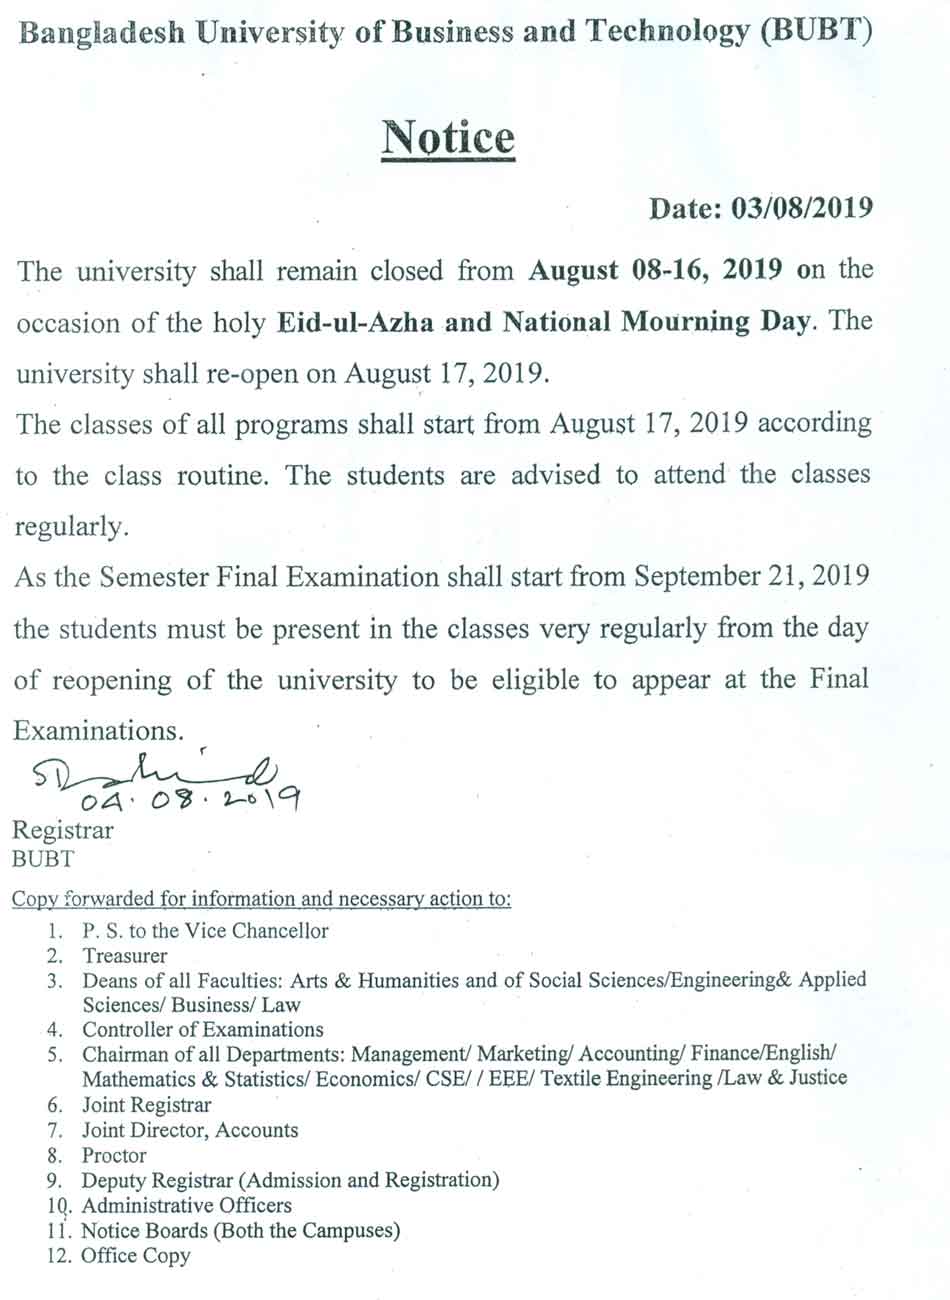 Bangladesh University of Business and Technology (BUBT)
Notice
Date: 03/08/2019
The university shall remain closed from August 08-16, 2019 on the
occasion of the holy Eid-ul-Azha and National Mourning Day. The
university shall re-open on August 17, 2019.
The classes of all programs shall start from August 17, 2019 according
to the class routine. The students are advised to attend the classes
regularly.
As the Semester Final Examination shall start from September 21, 2019
the students must be present in the classes very regularly from the day
of reopening of the university to be eligible to appear at the Final
Examinations.
04.08.2019
Registrar
BUBT
Copy forwarded for information and necessary action to:
1. P. S. to the Vice Chancellor
2. Treasurer
3. Deans of all Faculties: Arts & Humanities and of Social Sciences/Engineering& Applied
Sciences/ Business/ Law
4. Controller of Examinations
5. Chairman of all Departments: Management/ Marketing/ Accounting/ Finance/English/
Mathematics & Statistics/ Economics/ CSE/ / EEE/ Textile Engineering /Law & Justice
6. Joint Registrar
7. Joint Director, Accounts
8. Proctor
9. Deputy Registrar (Admission and Registration)
10. Administrative Officers
11. Notice Boards (Both the Campuses)
12. Office Copy